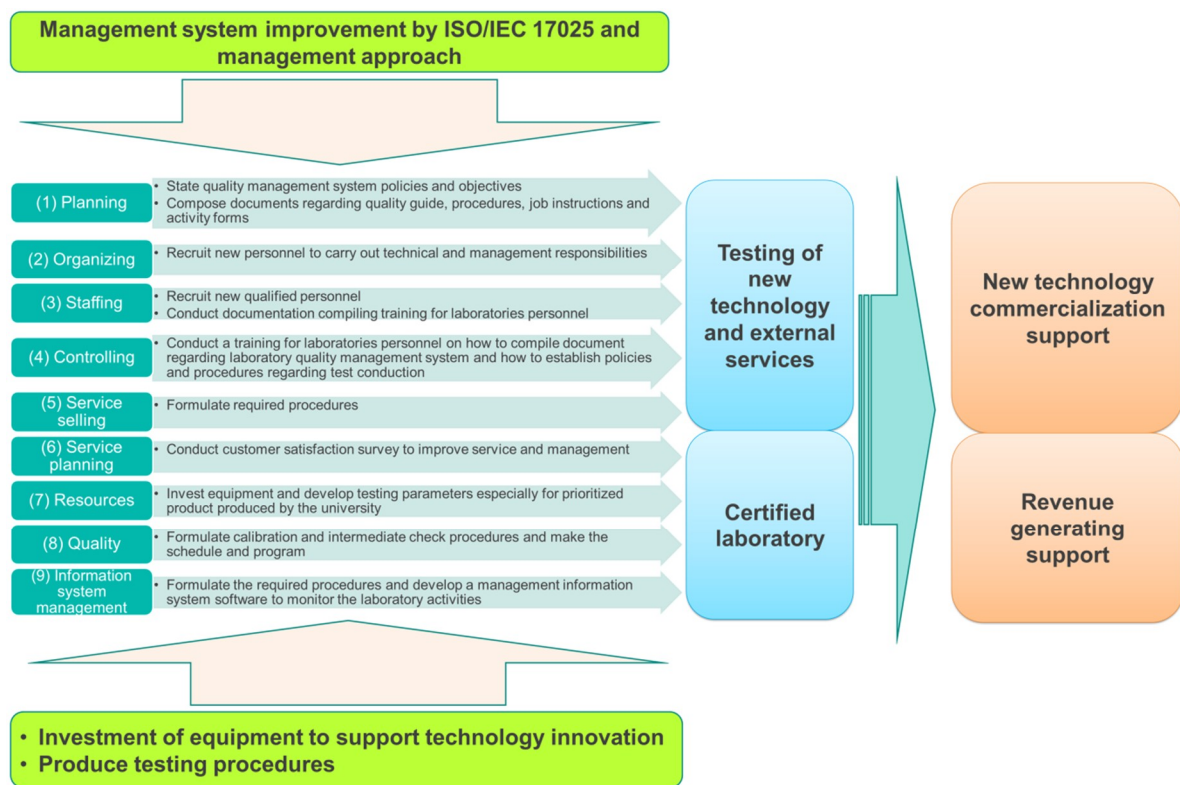 Management system improvement by ISO/IEC 17025 and
management approach
(1) Planning
• State quality management system policies and objectives
• Compose documents regarding quality guide, procedures, job instructions and
activity forms
(2) Organizing
• Recruit new personnel to carry out technical and management responsibilities
(3) Staffing
• Recruit new qualified personnel
• Conduct documentation compiling training for laboratories personnel
(4) Controlling
• Conduct a training for laboratories personnel on how to compile document
regarding laboratory quality management system and how to establish policies
and procedures regarding test conduction
(5) Service
selling
• Formulate required procedures
(6) Service
planning
• Conduct customer satisfaction survey to improve service and management
(7) Resources
• Invest equipment and develop testing parameters especially for prioritized
product produced by the university
(8) Quality
• Formulate calibration and intermediate check procedures and make the
schedule and program
(9) Information
system
management
• Formulate the required procedures and develop a management information
system software to monitor the laboratory activities
Testing of
new
technology
and external
services
Certified
laboratory
New technology
commercialization
support
Revenue
generating
support
• Investment of equipment to support technology innovation
• Produce testing procedures